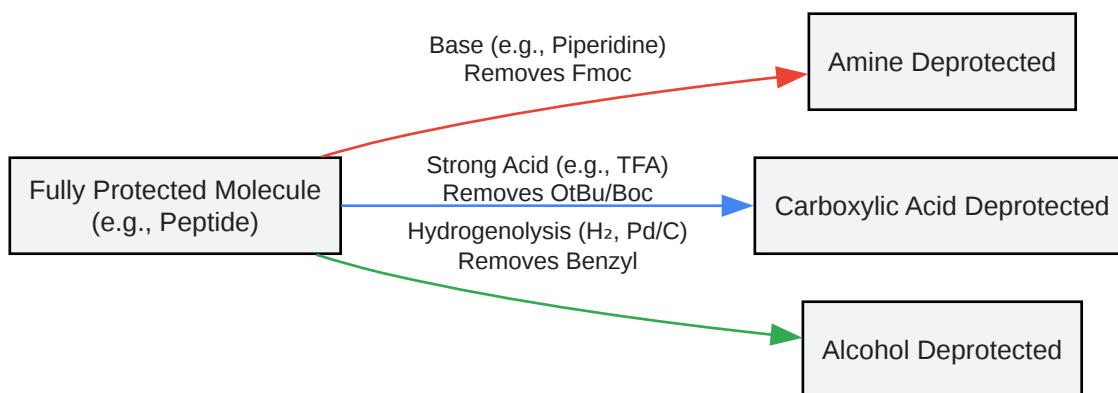 Base (e.g., Piperidine)
Removes Fmoc
Amine Deprotected
Fully Protected Molecule
(e.g., Peptide)
Strong Acid (e.g., TFA)
Removes OtBu/Boc
Carboxylic Acid Deprotected
Hydrogenolysis (H₂, Pd/C)
Removes Benzyl
Alcohol Deprotected